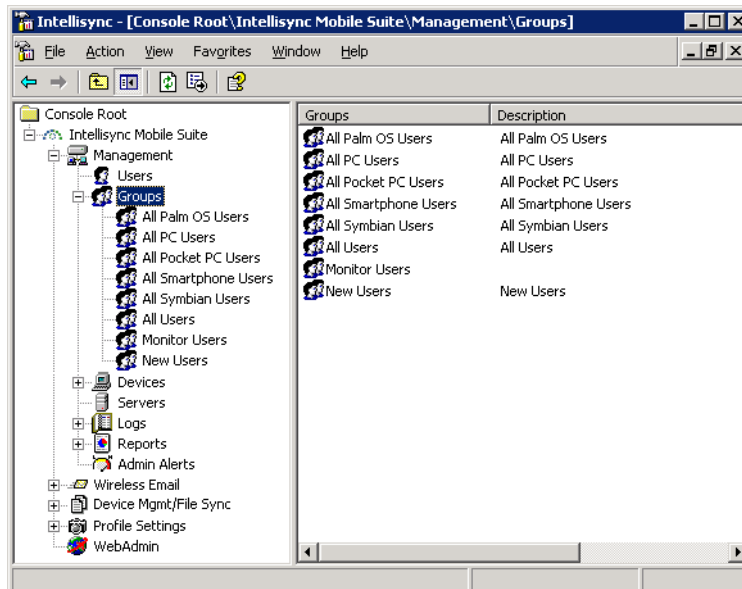 Intellisync - [Console Root\Intellisync Mobile Suite\Management\Groups]
File Action View Favorites Window Help
Console Root
Intellisync Mobile Suite
Management
Users
Groups
All Palm OS Users
All PC Users
All Pocket PC Users
All Smartphone Users
All Symbian Users
All Users
Monitor Users
New Users
Devices
Servers
Logs
Reports
Admin Alerts
Wireless Email
Device Mgmt/File Sync
Profile Settings
WebAdmin
Groups Description
All Palm OS Users All Palm OS Users
All PC Users All PC Users
All Pocket PC Users All Pocket PC Users
All Smartphone Users All Smartphone Users
All Symbian Users All Symbian Users
All Users All Users
Monitor Users
New Users New Users